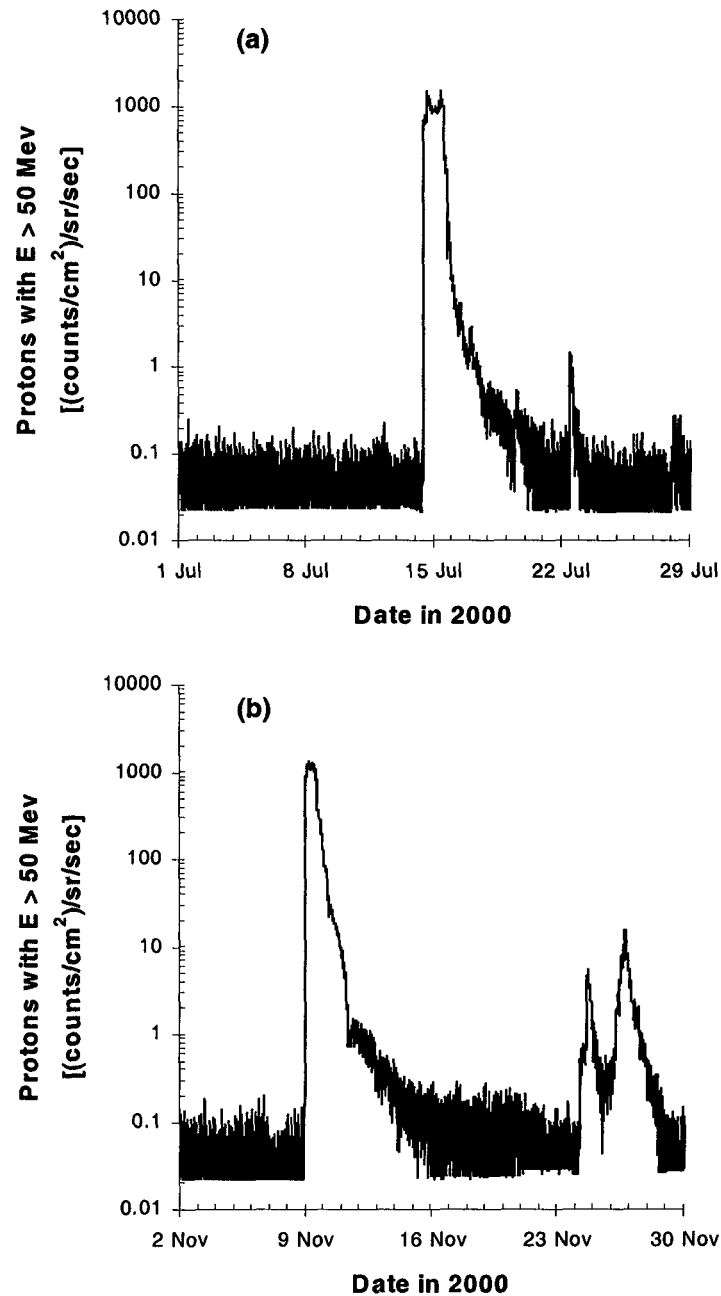 (a)
10000
1000
100
10
1
0.1
0.01
Protons with E > 50 Mev
[(counts/cm²)/sr/sec]
1 Jul
8 Jul
15 Jul
22 Jul
29 Jul
Date in 2000
(b)
10000
1000
100
10
1
0.1
0.01
Protons with E > 50 Mev
[(counts/cm²)/sr/sec]
2 Nov
9 Nov
16 Nov
23 Nov
30 Nov
Date in 2000